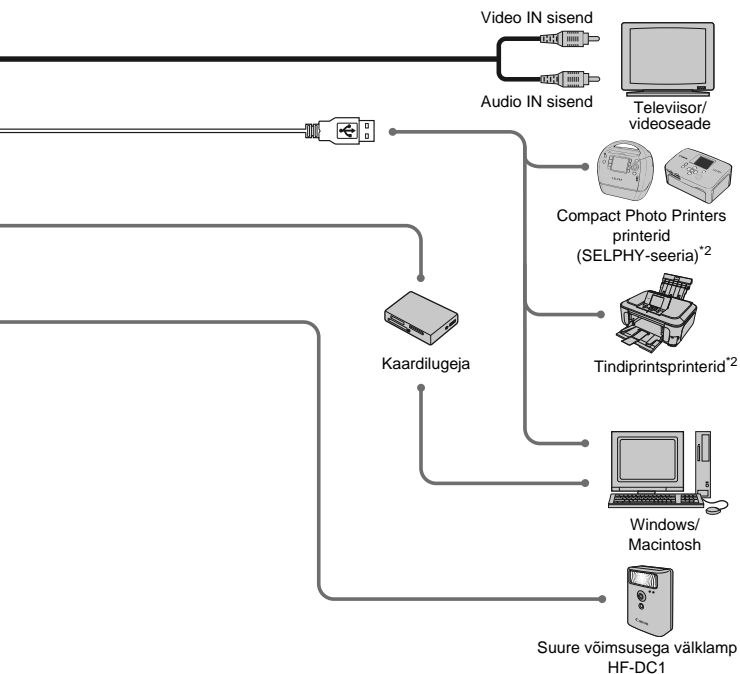 Video IN sisend
Audio IN sisend
Televiisor/
videoseade
Compact Photo Printers
printerid
(SELPHY-seeria)*2
Kaardilugeja
Tindiprintsprinterid*2
Windows/
Macintosh
Canon
Suure võimsusega välklamp
HF-DC1